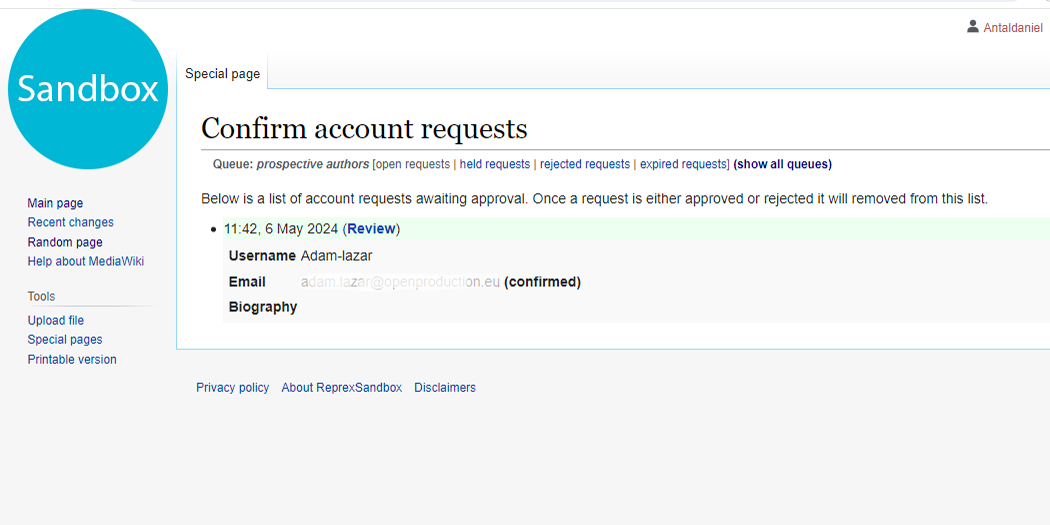 Antaldaniel
Sandbox
Special page
Confirm account requests
Queue: prospective authors [open requests | held requests | rejected requests | expired requests] (show all queues)
Below is a list of account requests awaiting approval. Once a request is either approved or rejected it will removed from this list.
11:42, 6 May 2024 (Review)
Username Adam-lazar
Email adam.lazar@openproduction.eu (confirmed)
Biography
Main page
Recent changes
Random page
Help about MediaWiki
Tools
Upload file
Special pages
Printable version
Privacy policy About ReprexSandbox Disclaimers